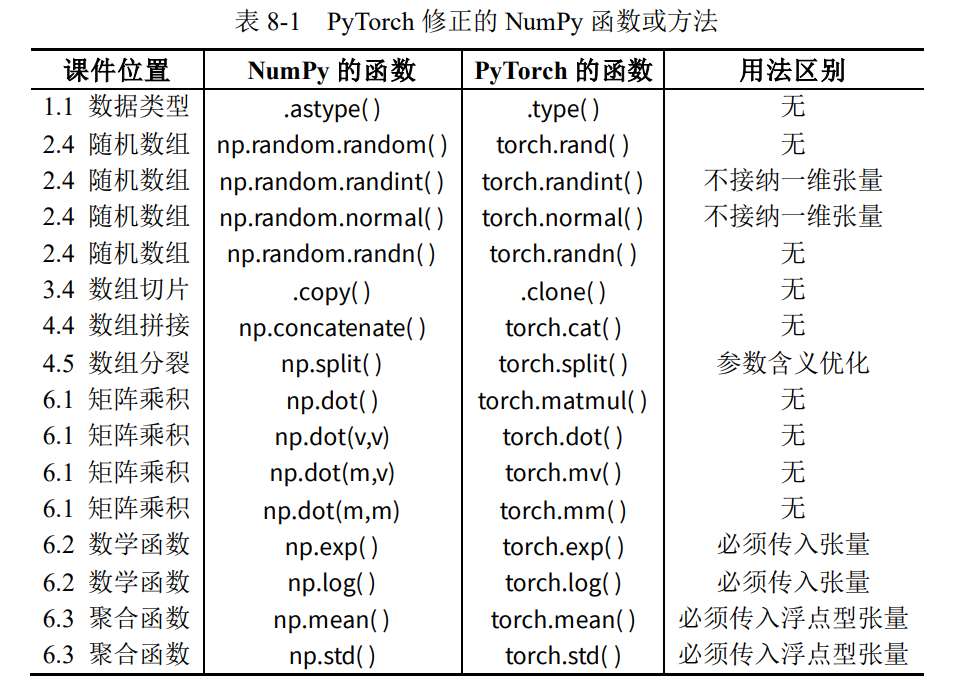 表 8-1 PyTorch 修正的 NumPy 函数或方法
课件位置 NumPy 的函数 PyTorch 的函数 用法区别
1.1 数据类型 .astype( ) .type( ) 无
2.4 随机数组 np.random.random( ) torch.rand( ) 无
2.4 随机数组 np.random.randint( ) torch.randint( ) 不接纳一维张量
2.4 随机数组 np.random.normal( ) torch.normal( ) 不接纳一维张量
2.4 随机数组 np.random.randn( ) torch.randn( ) 无
3.4 数组切片 .copy( ) .clone( ) 无
4.4 数组拼接 np.concatenate( ) torch.cat( ) 无
4.5 数组分裂 np.split( ) torch.split( ) 参数含义优化
6.1 矩阵乘积 np.dot( ) torch.matmul( ) 无
6.1 矩阵乘积 np.dot(v,v) torch.dot( ) 无
6.1 矩阵乘积 np.dot(m,v) torch.mv( ) 无
6.1 矩阵乘积 np.dot(m,m) torch.mm( ) 无
6.2 数学函数 np.exp( ) torch.exp( ) 必须传入张量
6.2 数学函数 np.log( ) torch.log( ) 必须传入张量
6.3 聚合函数 np.mean( ) torch.mean( ) 必须传入浮点型张量
6.3 聚合函数 np.std( ) torch.std( ) 必须传入浮点型张量